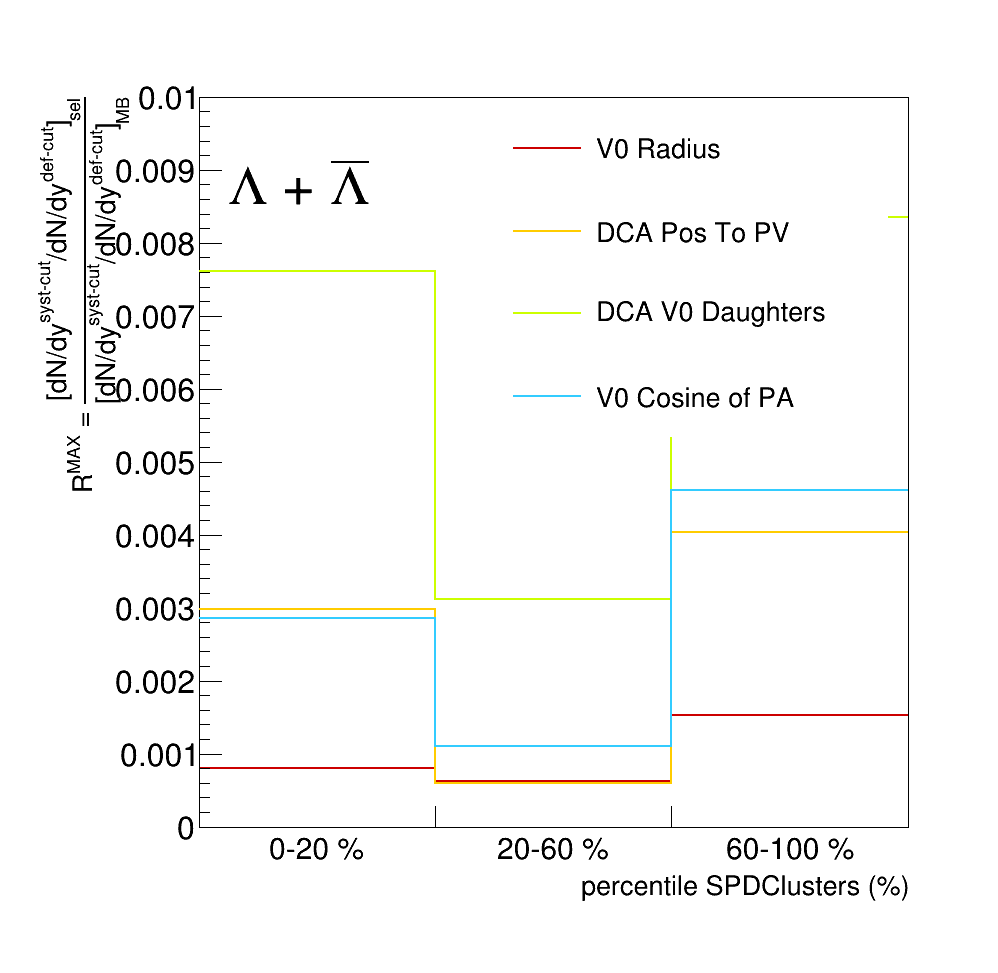 R^MAX = [dN/dy^syst-cut/dN/dy^def-cut]_sel
[dN/dy^syst-cut/dN/dy^def-cut]_MB
0.01
0.009
0.008
0.007
0.006
0.005
0.004
0.003
0.002
0.001
0
Λ + Λ̅
V0 Radius
DCA Pos To PV
DCA V0 Daughters
V0 Cosine of PA
0-20 % 20-60 % 60-100 %
percentile SPDClusters (%)